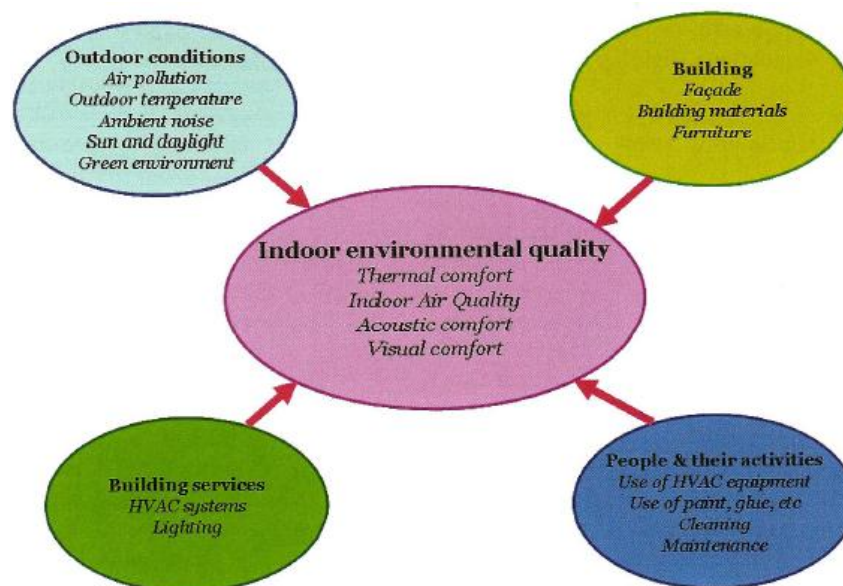 Outdoor conditions
Air pollution
Outdoor temperature
Ambient noise
Sun and daylight
Green environment
Building
Façade
Building materials
Furniture
Indoor environmental quality
Thermal comfort
Indoor Air Quality
Acoustic comfort
Visual comfort
Building services
HVAC systems
Lighting
People & their activities
Use of HVAC equipment
Use of paint, glue, etc
Cleaning
Maintenance